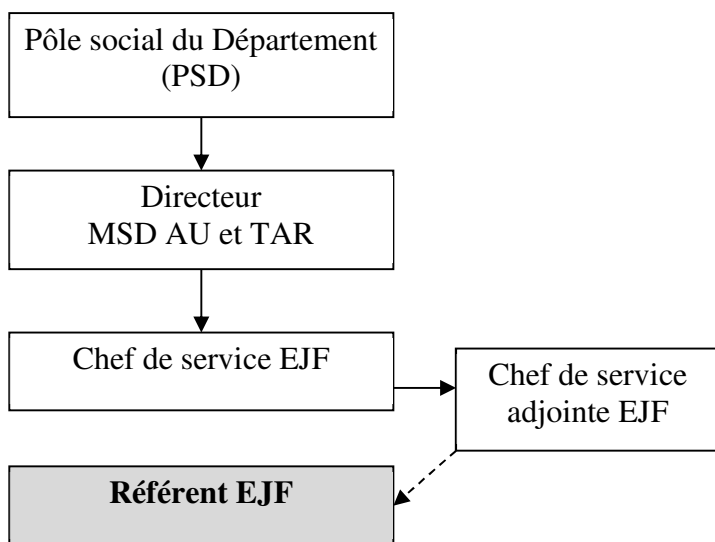 Pôle social du Département
(PSD)
Directeur
MSD AU et TAR
Chef de service EJF
Chef de service
adjointe EJF
Référent EJF